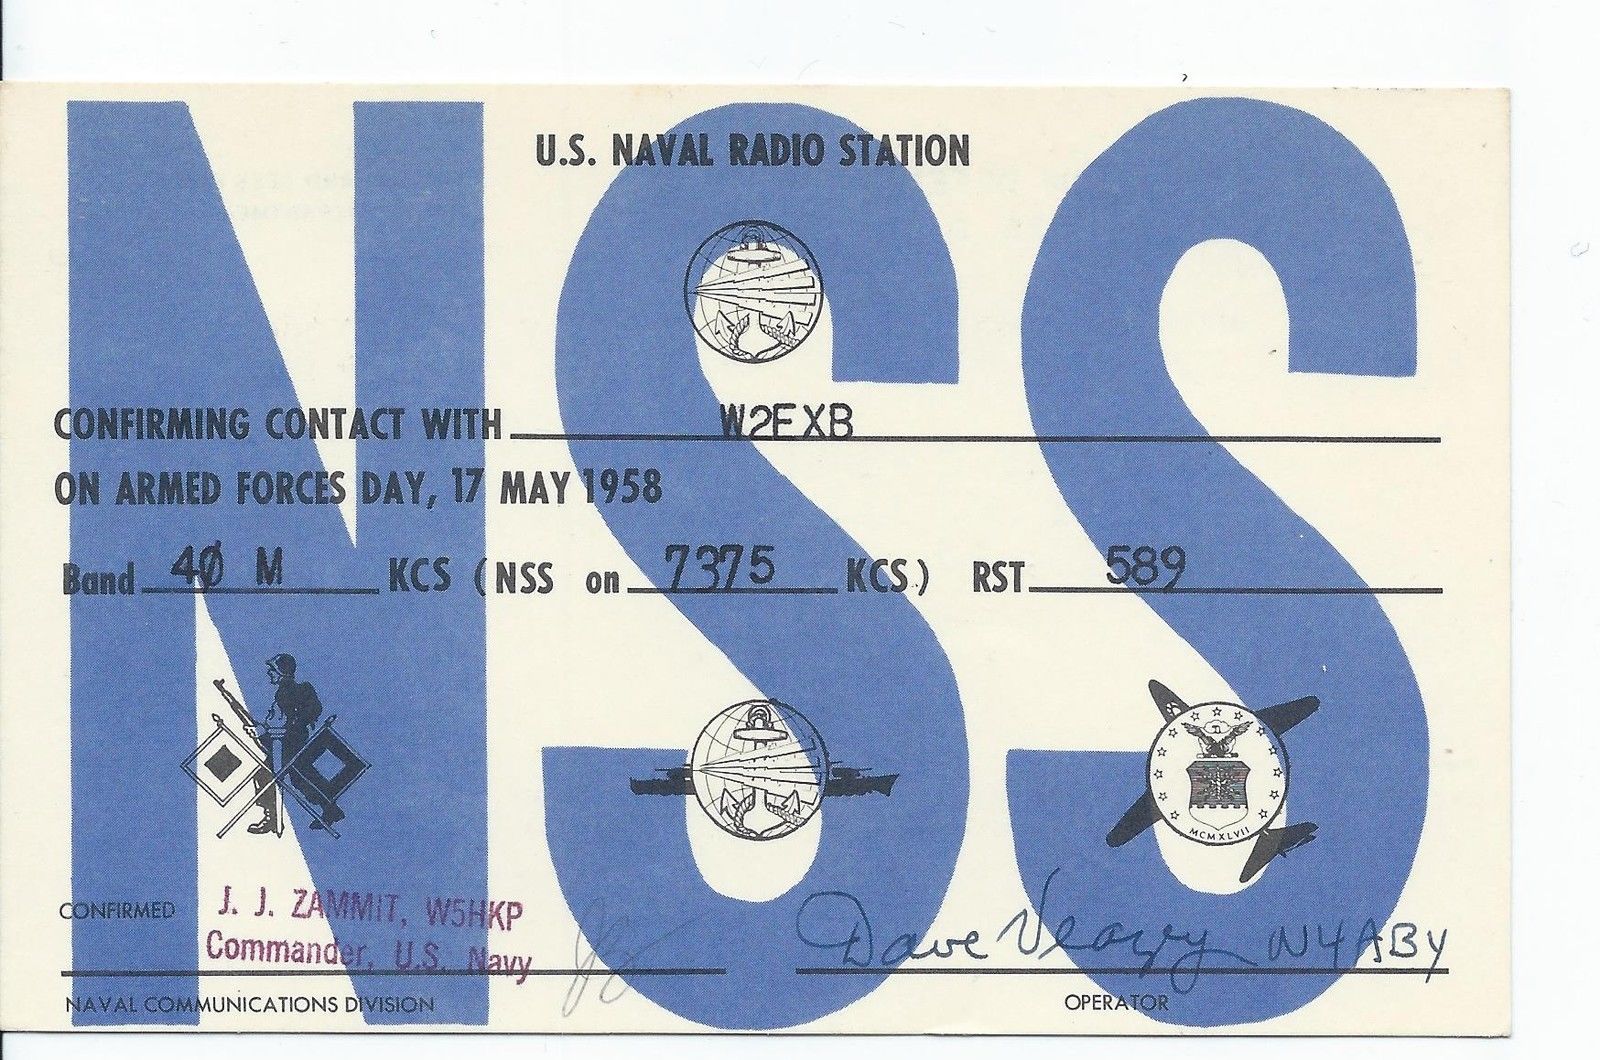 NSS
U.S. NAVAL RADIO STATION
CONFIRMING CONTACT WITH W2EXB
ON ARMED FORCES DAY, 17 MAY 1958
Band 40 M KCS (NSS on 7375 KCS) RST 589
MCMXLVII
CONFIRMED J. J. ZAMMIT, W5HKP
Commander, U.S. Navy
Dave Veazey N4ABY
NAVAL COMMUNICATIONS DIVISION
OPERATOR